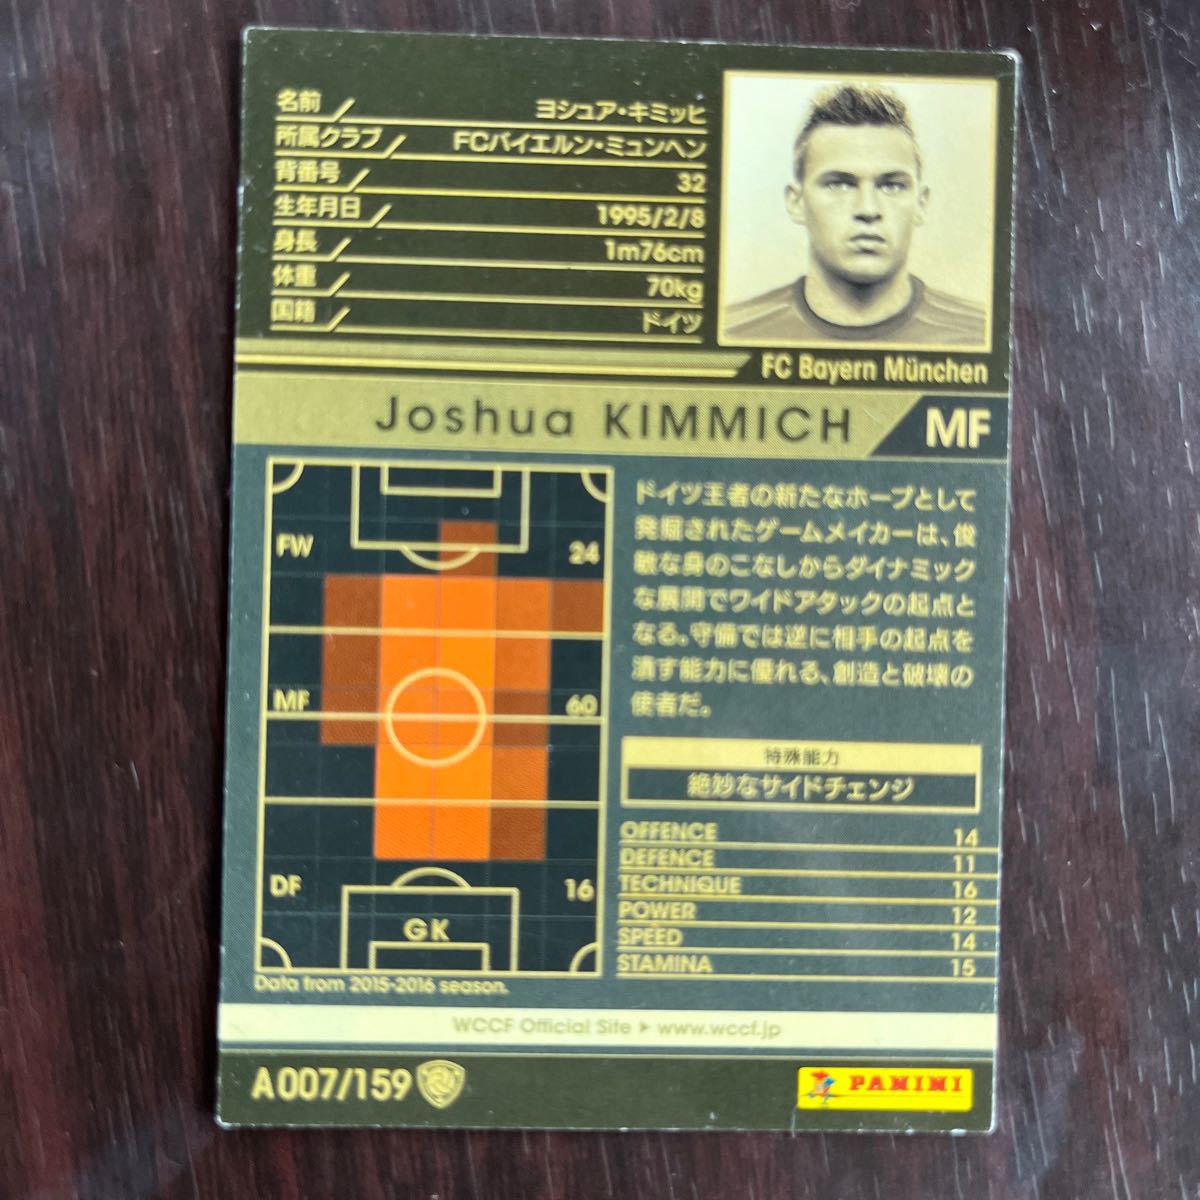 名前 ヨシュア・キミッヒ
所属クラブ FCバイエルン・ミュンヘン
背番号 32
生年月日 1995/2/8
身長 1m76cm
体重 70kg
国籍 ドイツ
FC Bayern München
Joshua KIMMICH MF
FW 24
MF 60
DF 16
GK
Data from 2015-2016 season.
ドイツ王者の新たなホープとして
発掘されたゲームメイカーは、俊
敏な身のこなしからダイナミック
な展開でワイドアタックの起点と
なる。守備では逆に相手の起点を
潰す能力に優れる、創造と破壊の
使者だ。
特殊能力
絶妙なサイドチェンジ
OFFENCE 14
DEFENCE 11
TECHNIQUE 16
POWER 12
SPEED 14
STAMINA 15
WCCF Official Site ▶ www.wccf.jp
A007/159
PANINI